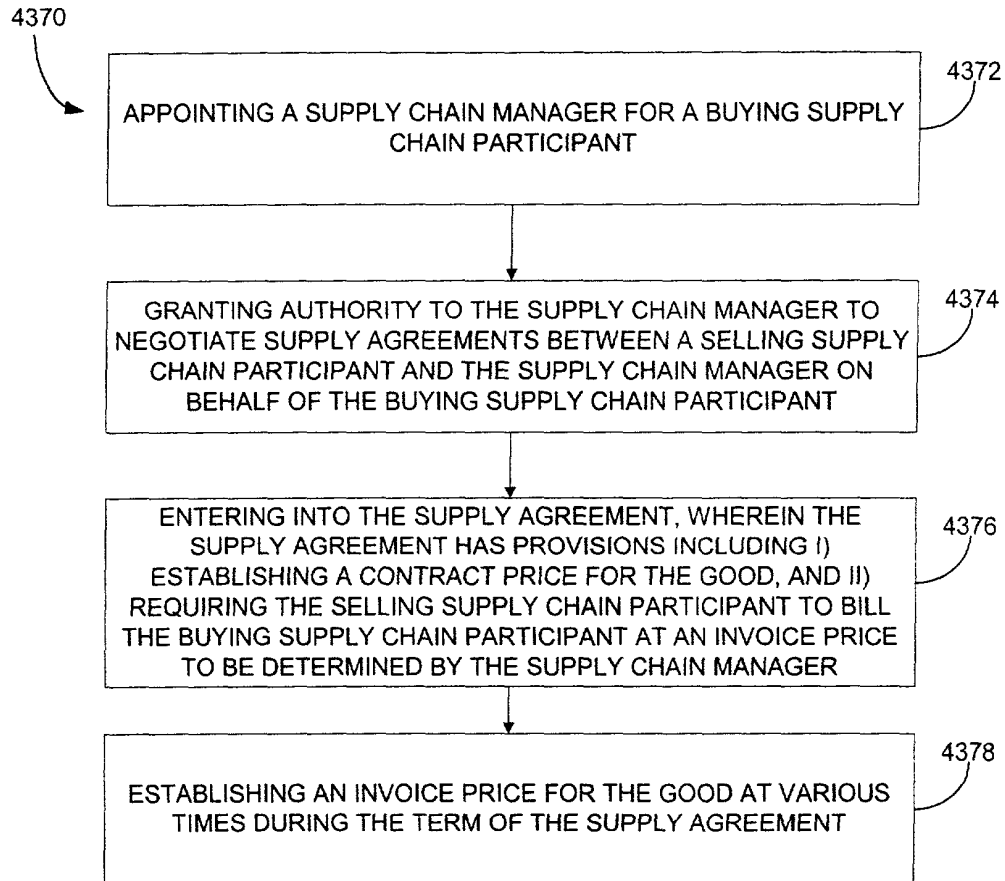 4370
4372
APPOINTING A SUPPLY CHAIN MANAGER FOR A BUYING SUPPLY
CHAIN PARTICIPANT
4374
GRANTING AUTHORITY TO THE SUPPLY CHAIN MANAGER TO
NEGOTIATE SUPPLY AGREEMENTS BETWEEN A SELLING SUPPLY
CHAIN PARTICIPANT AND THE SUPPLY CHAIN MANAGER ON
BEHALF OF THE BUYING SUPPLY CHAIN PARTICIPANT
4376
ENTERING INTO THE SUPPLY AGREEMENT, WHEREIN THE
SUPPLY AGREEMENT HAS PROVISIONS INCLUDING I)
ESTABLISHING A CONTRACT PRICE FOR THE GOOD, AND II)
REQUIRING THE SELLING SUPPLY CHAIN PARTICIPANT TO BILL
THE BUYING SUPPLY CHAIN PARTICIPANT AT AN INVOICE PRICE
TO BE DETERMINED BY THE SUPPLY CHAIN MANAGER
4378
ESTABLISHING AN INVOICE PRICE FOR THE GOOD AT VARIOUS
TIMES DURING THE TERM OF THE SUPPLY AGREEMENT